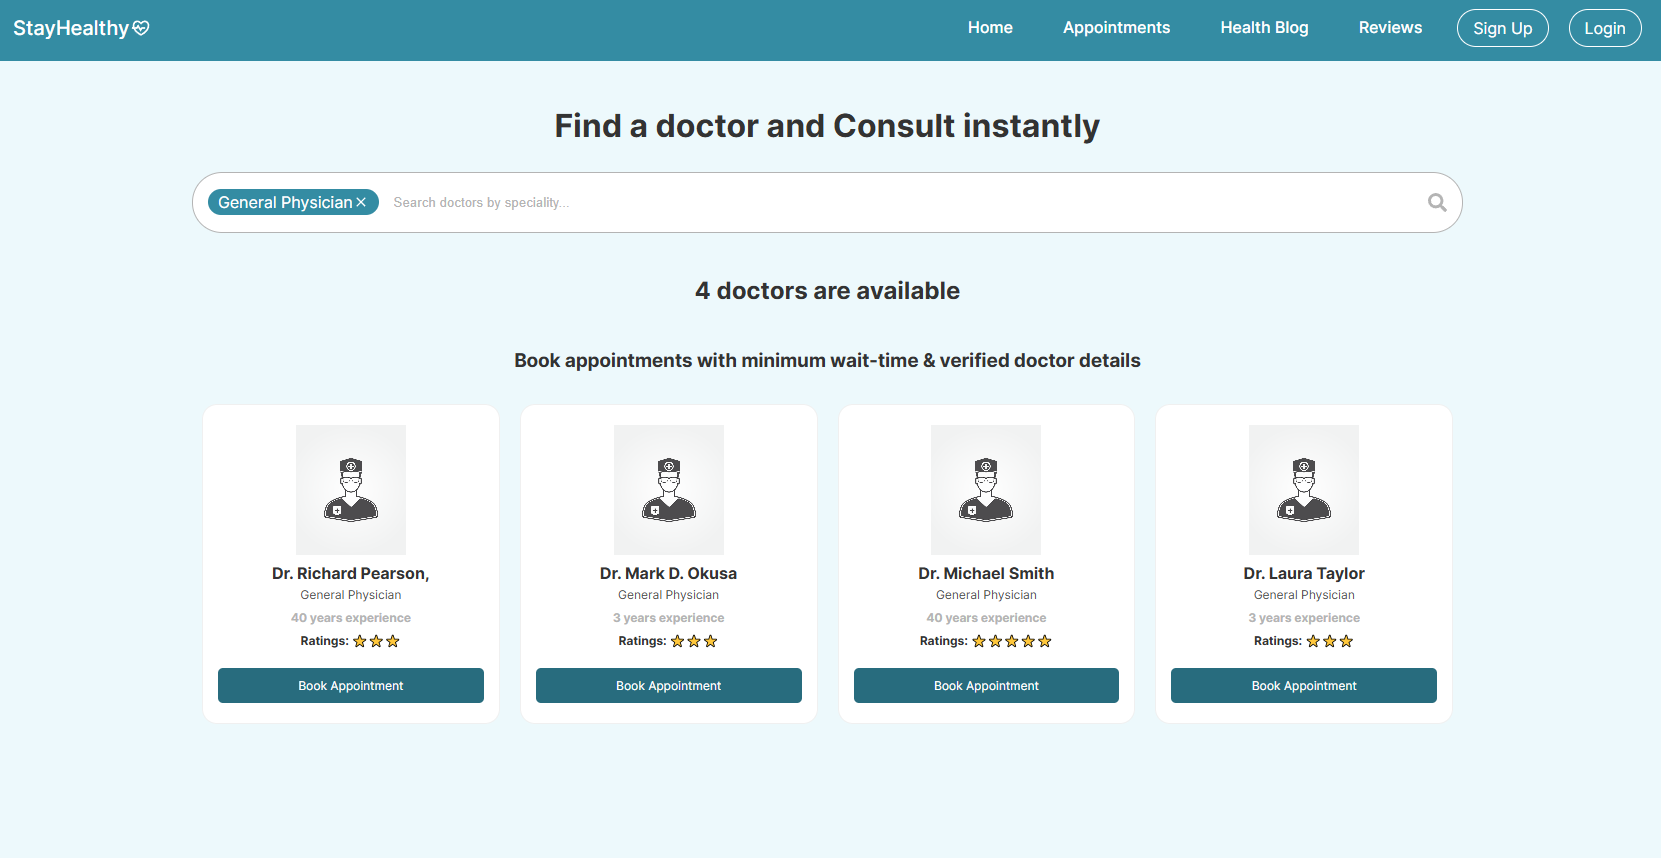 StayHealthy
Home Appointments Health Blog Reviews Sign Up Login
Find a doctor and Consult instantly
General Physician Search doctors by speciality...
4 doctors are available
Book appointments with minimum wait-time & verified doctor details
Dr. Richard Pearson,
General Physician
40 years experience
Ratings:
Book Appointment
Dr. Mark D. Okusa
General Physician
3 years experience
Ratings:
Book Appointment
Dr. Michael Smith
General Physician
40 years experience
Ratings:
Book Appointment
Dr. Laura Taylor
General Physician
3 years experience
Ratings:
Book Appointment